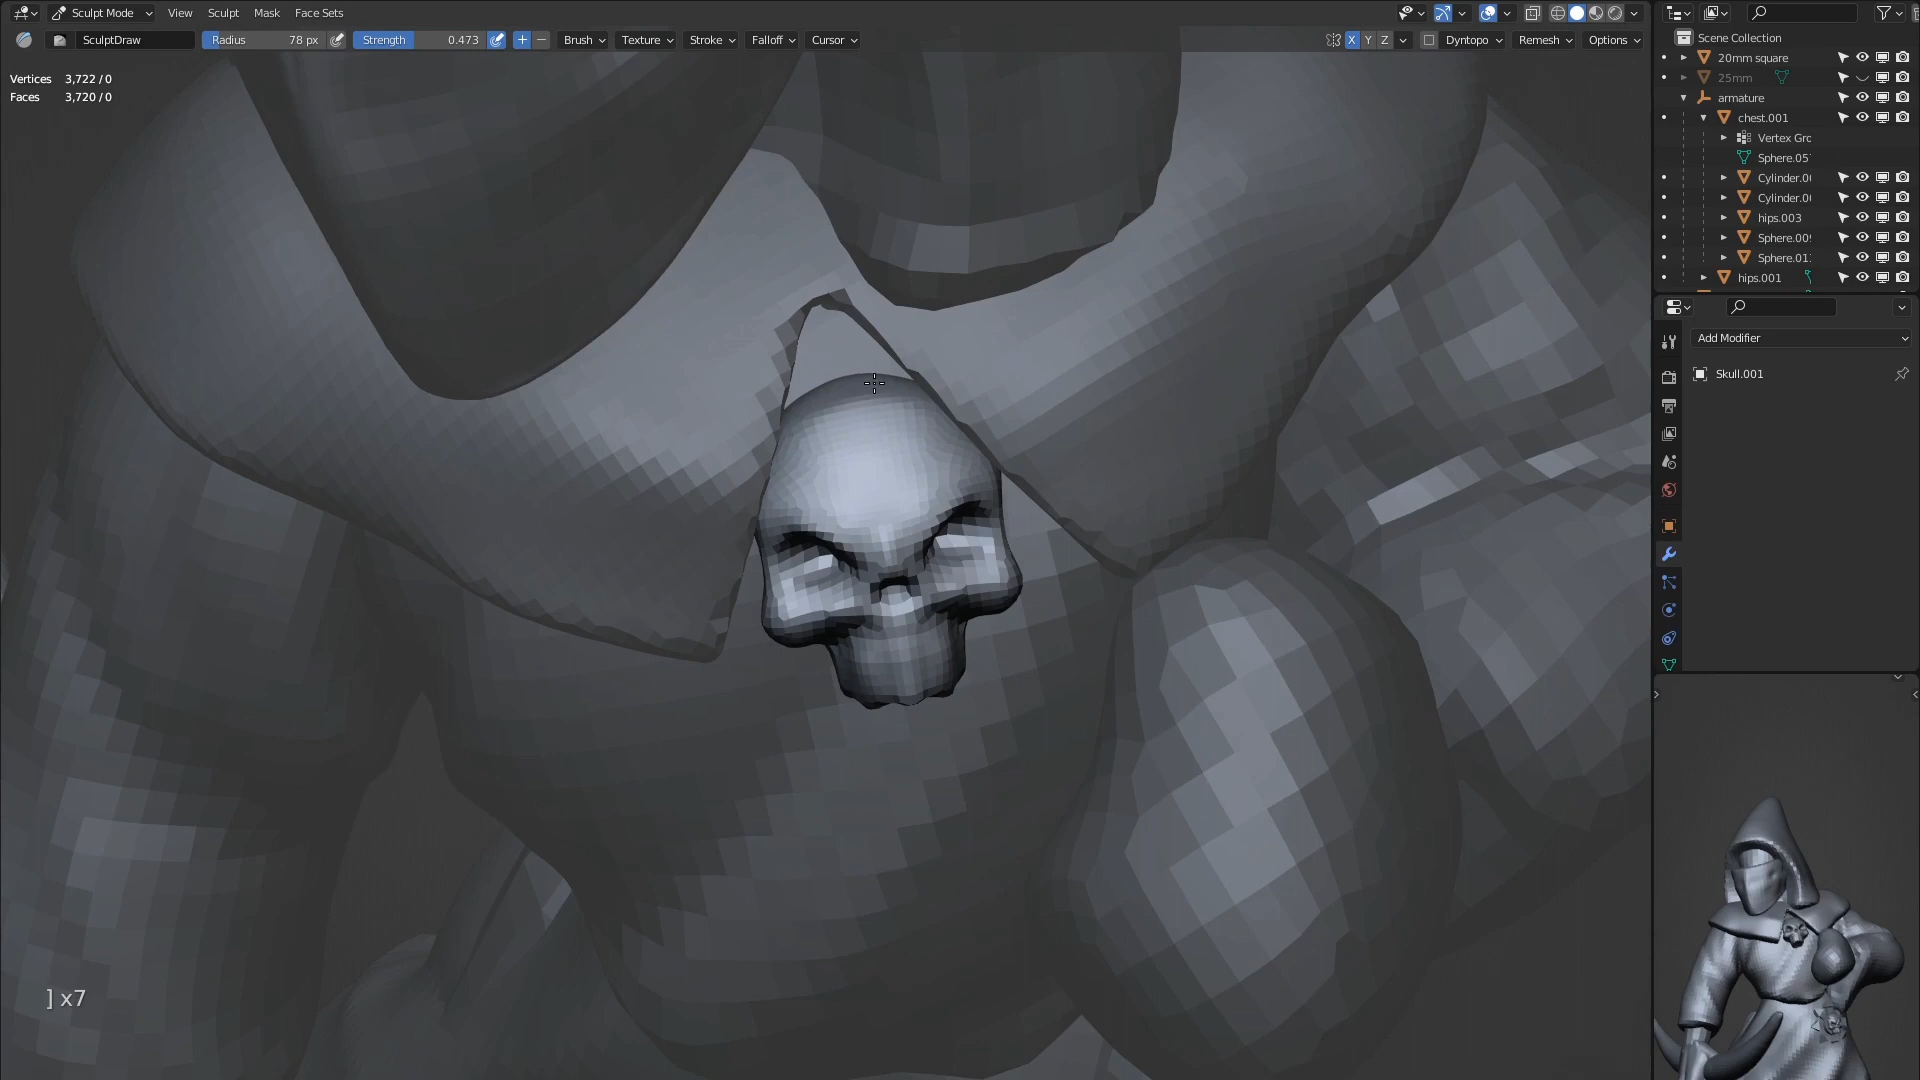 Sculpt Mode View Sculpt Mask Face Sets
SculptDraw Radius 78 px Strength 0.473 Brush Texture Stroke Falloff Cursor X Y Z Dyntopo Remesh Options
Vertices 3,722 / 0
Faces 3,720 / 0
] x7
Scene Collection
20mm square
25mm
armature
chest.001
Vertex Grc
Sphere.05
Cylinder.0
Cylinder.0
hips.003
Sphere.00
Sphere.01
hips.001
Add Modifier
Skull.001